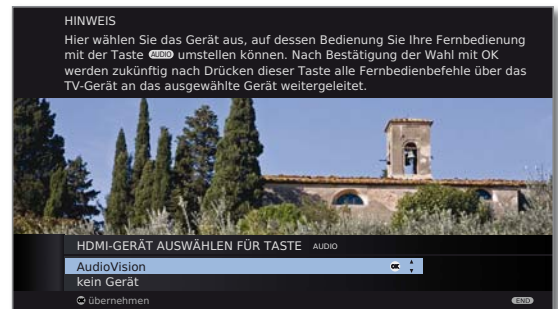 HINWEIS
Hier wählen Sie das Gerät aus, auf dessen Bedienung Sie Ihre Fernbedienung
mit der Taste AUDIO umstellen können. Nach Bestätigung der Wahl mit OK
werden zukünftig nach Drücken dieser Taste alle Fernbedienbefehle über das
TV-Gerät an das ausgewählte Gerät weitergeleitet.
HDMI-GERÄT AUSWÄHLEN FÜR TASTE AUDIO
AudioVision OK
kein Gerät
OK übernehmen END